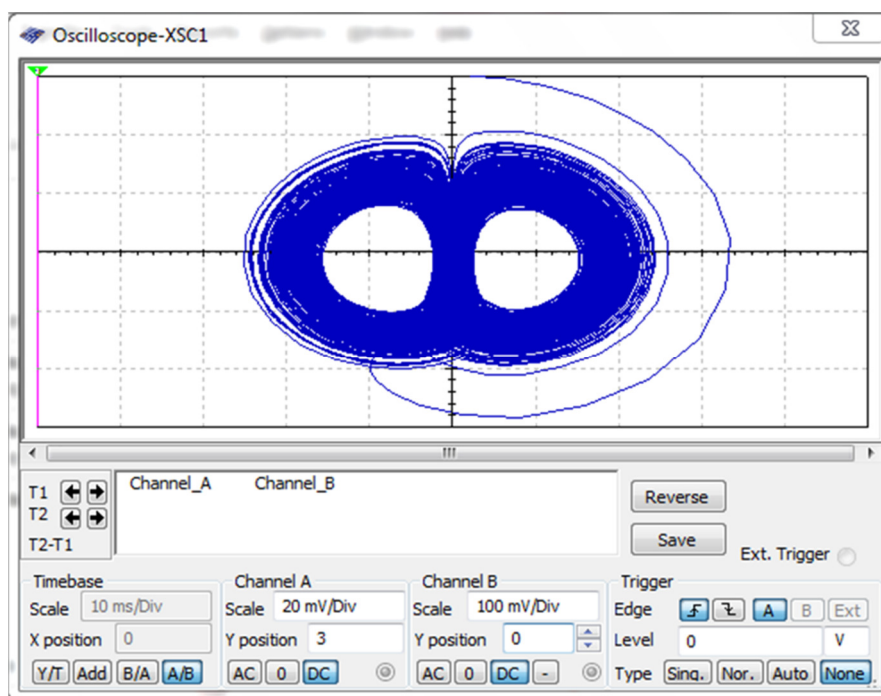 Oscilloscope-XSC1
T1
T2
T2-T1
Channel_A Channel_B
Reverse
Save
Ext. Trigger
Timebase
Scale 10 ms/Div
X position 0
Y/T Add B/A A/B
Channel A
Scale 20 mV/Div
Y position 3
AC 0 DC
Channel B
Scale 100 mV/Div
Y position 0
AC 0 DC -
Trigger
Edge A B Ext
Level 0 V
Type Sing. Nor. Auto None